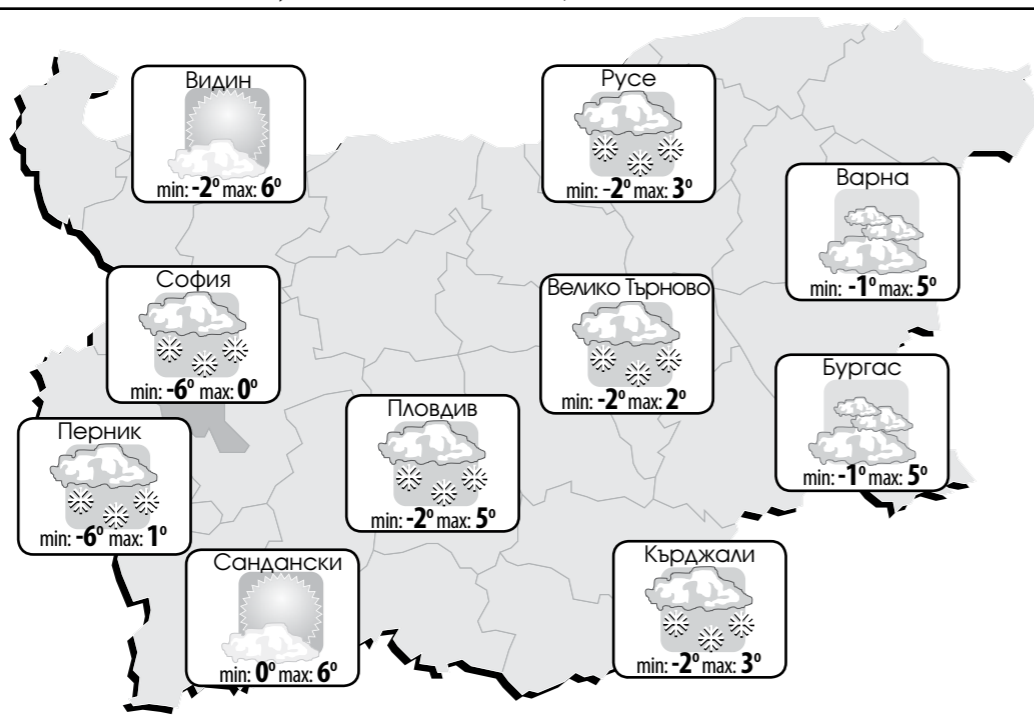 Видин
min: -2° max: 6°
Русе
min: -2° max: 3°
Варна
min: -1° max: 5°
София
min: -6° max: 0°
Велико Търново
min: -2° max: 2°
Бургас
min: -1° max: 5°
Пловдив
min: -2° max: 5°
Перник
min: -6° max: 1°
Сандански
min: 0° max: 6°
Кърджали
min: -2° max: 3°